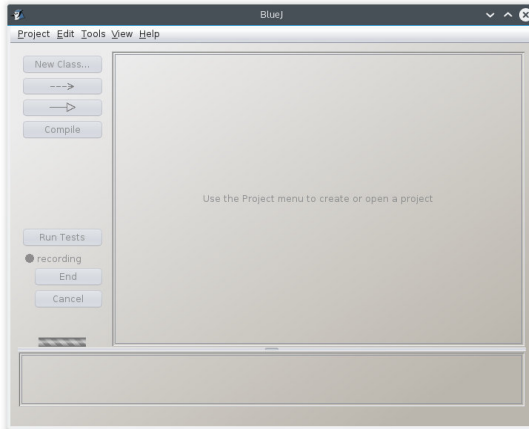 BlueJ
Project Edit Tools View Help
New Class...
Compile
Use the Project menu to create or open a project
Run Tests
recording
End
Cancel